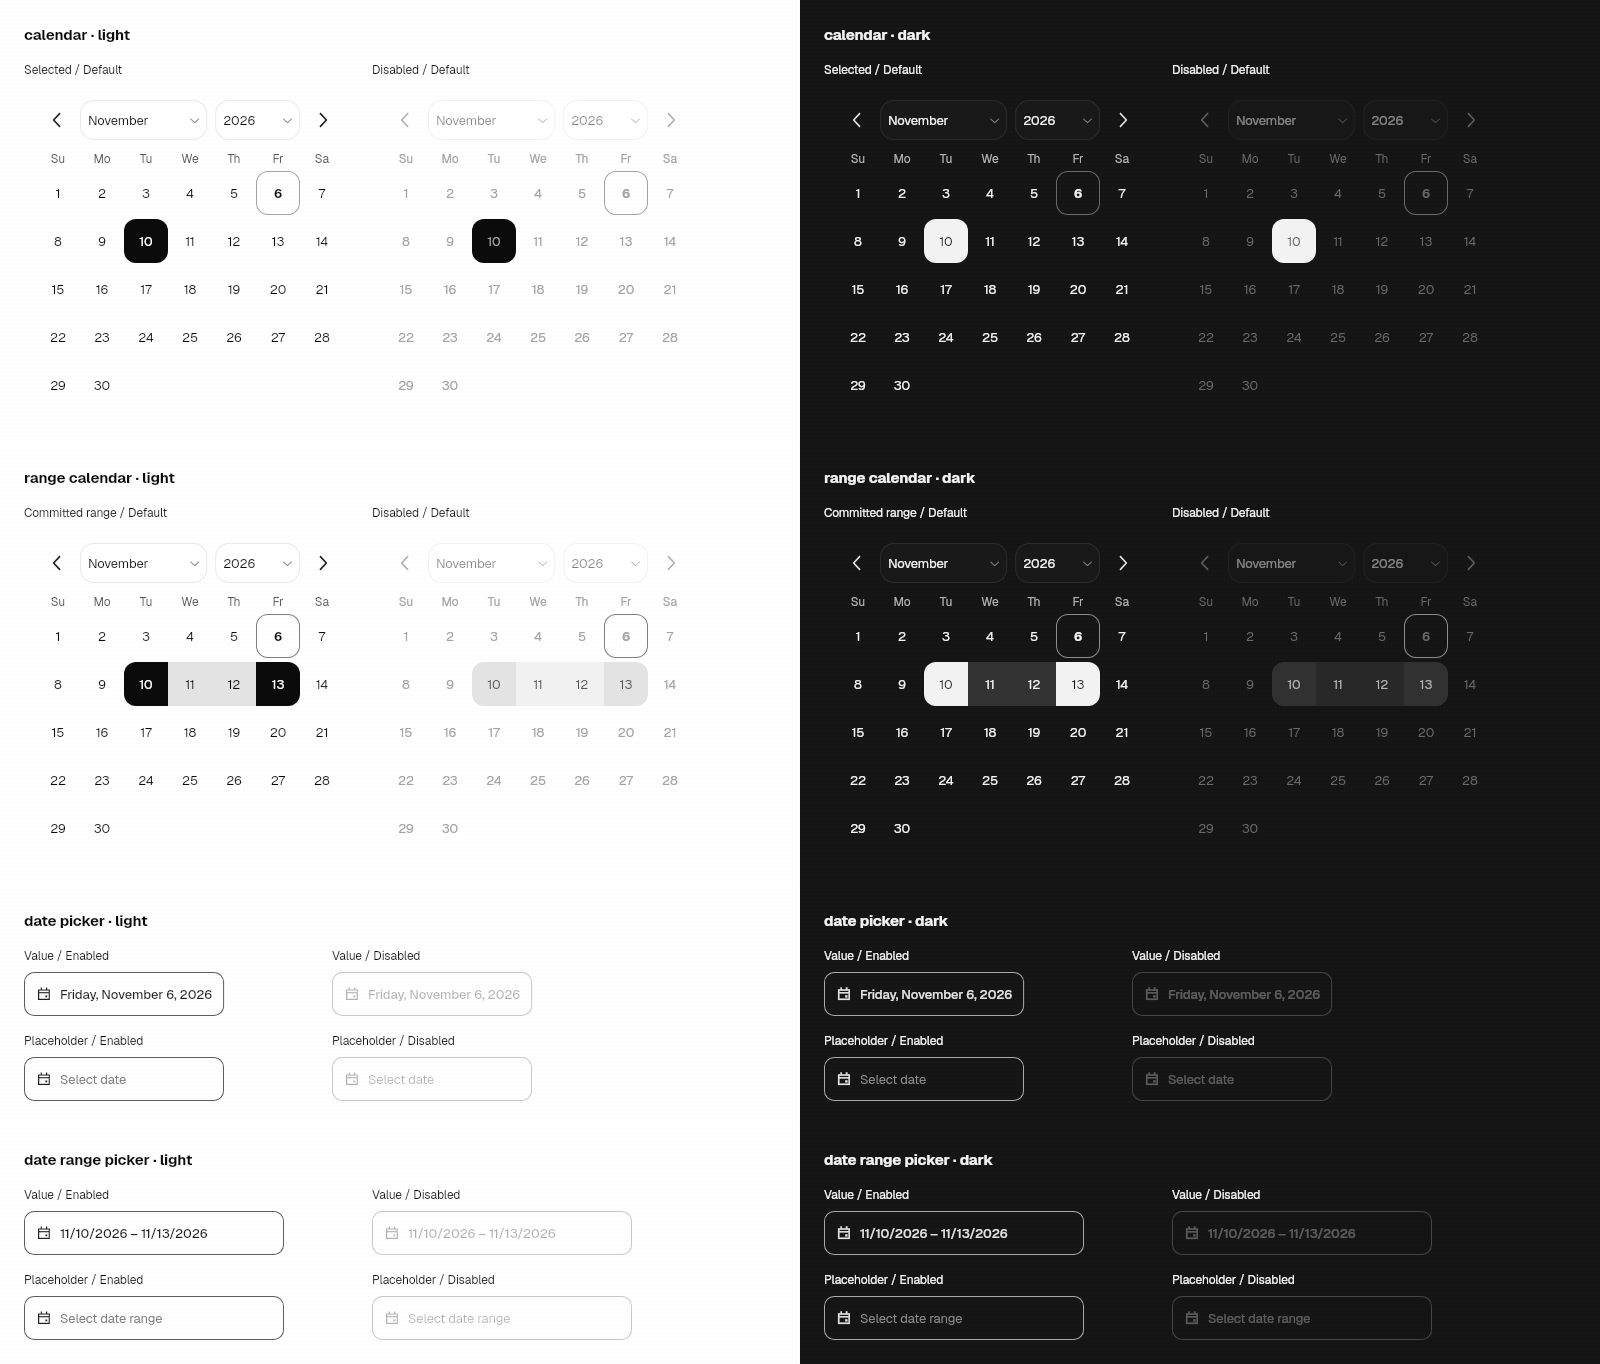 calendar · light
Selected / Default
Disabled / Default
November 2026
Su Mo Tu We Th Fr Sa
1 2 3 4 5 6 7
8 9 10 11 12 13 14
15 16 17 18 19 20 21
22 23 24 25 26 27 28
29 30
November 2026
Su Mo Tu We Th Fr Sa
1 2 3 4 5 6 7
8 9 10 11 12 13 14
15 16 17 18 19 20 21
22 23 24 25 26 27 28
29 30
range calendar · light
Committed range / Default
Disabled / Default
November 2026
Su Mo Tu We Th Fr Sa
1 2 3 4 5 6 7
8 9 10 11 12 13 14
15 16 17 18 19 20 21
22 23 24 25 26 27 28
29 30
November 2026
Su Mo Tu We Th Fr Sa
1 2 3 4 5 6 7
8 9 10 11 12 13 14
15 16 17 18 19 20 21
22 23 24 25 26 27 28
29 30
date picker · light
Value / Enabled
Friday, November 6, 2026
Value / Disabled
Friday, November 6, 2026
Placeholder / Enabled
Select date
Placeholder / Disabled
Select date
date range picker · light
Value / Enabled
11/10/2026 – 11/13/2026
Value / Disabled
11/10/2026 – 11/13/2026
Placeholder / Enabled
Select date range
Placeholder / Disabled
Select date range
calendar · dark
Selected / Default
Disabled / Default
November 2026
Su Mo Tu We Th Fr Sa
1 2 3 4 5 6 7
8 9 10 11 12 13 14
15 16 17 18 19 20 21
22 23 24 25 26 27 28
29 30
November 2026
Su Mo Tu We Th Fr Sa
1 2 3 4 5 6 7
8 9 10 11 12 13 14
15 16 17 18 19 20 21
22 23 24 25 26 27 28
29 30
range calendar · dark
Committed range / Default
Disabled / Default
November 2026
Su Mo Tu We Th Fr Sa
1 2 3 4 5 6 7
8 9 10 11 12 13 14
15 16 17 18 19 20 21
22 23 24 25 26 27 28
29 30
November 2026
Su Mo Tu We Th Fr Sa
1 2 3 4 5 6 7
8 9 10 11 12 13 14
15 16 17 18 19 20 21
22 23 24 25 26 27 28
29 30
date picker · dark
Value / Enabled
Friday, November 6, 2026
Value / Disabled
Friday, November 6, 2026
Placeholder / Enabled
Select date
Placeholder / Disabled
Select date
date range picker · dark
Value / Enabled
11/10/2026 – 11/13/2026
Value / Disabled
11/10/2026 – 11/13/2026
Placeholder / Enabled
Select date range
Placeholder / Disabled
Select date range